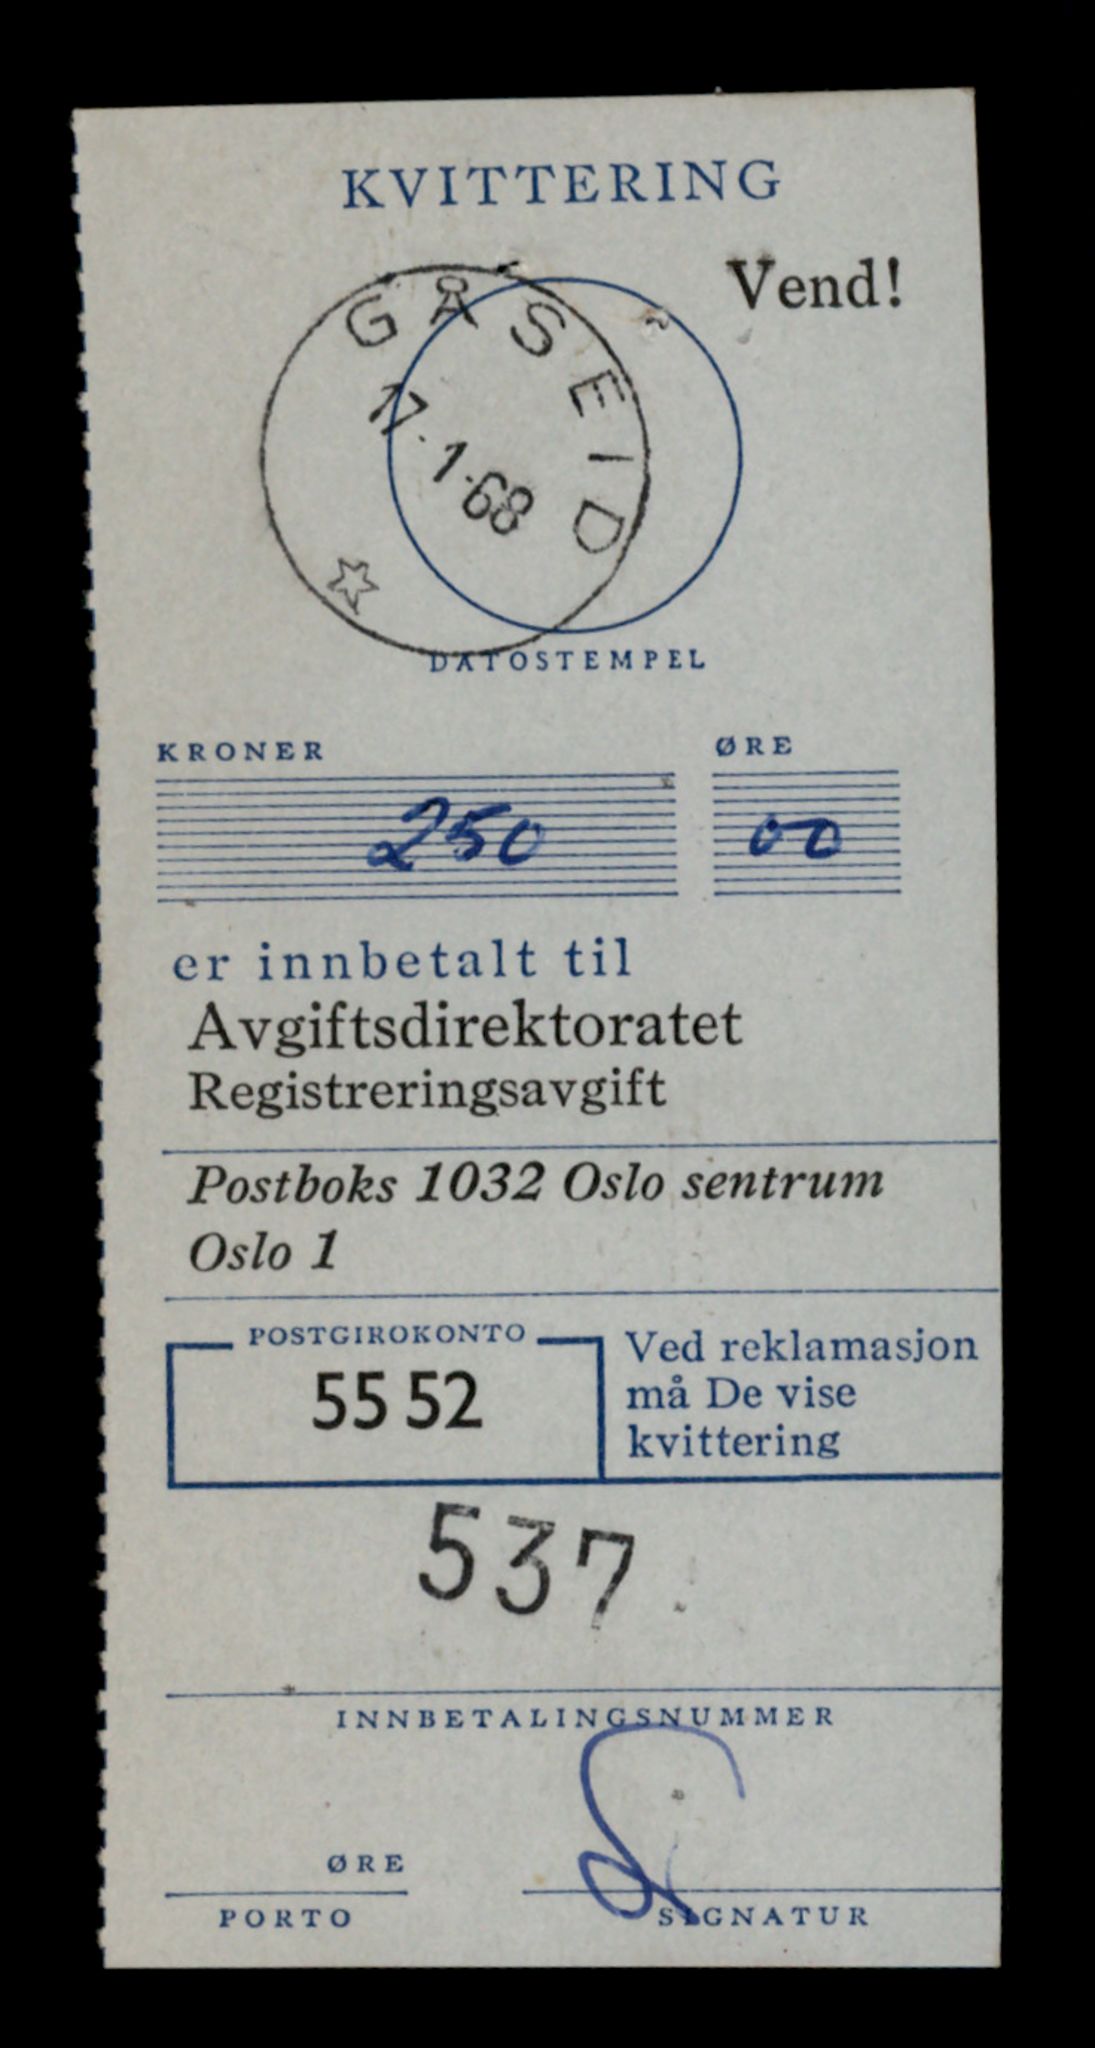 KVITTERING
Vend!
GÅSEID
17.1.68
DATOSTEMPEL
KRONER ØRE
250 00
er innbetalt til
Avgiftsdirektoratet
Registreringsavgift
Postboks 1032 Oslo sentrum
Oslo 1
POSTGIROKONTO
55 52
Ved reklamasjon
må De vise
kvittering
537
INNBETALINGSNUMMER
ØRE
PORTO
SIGNATUR